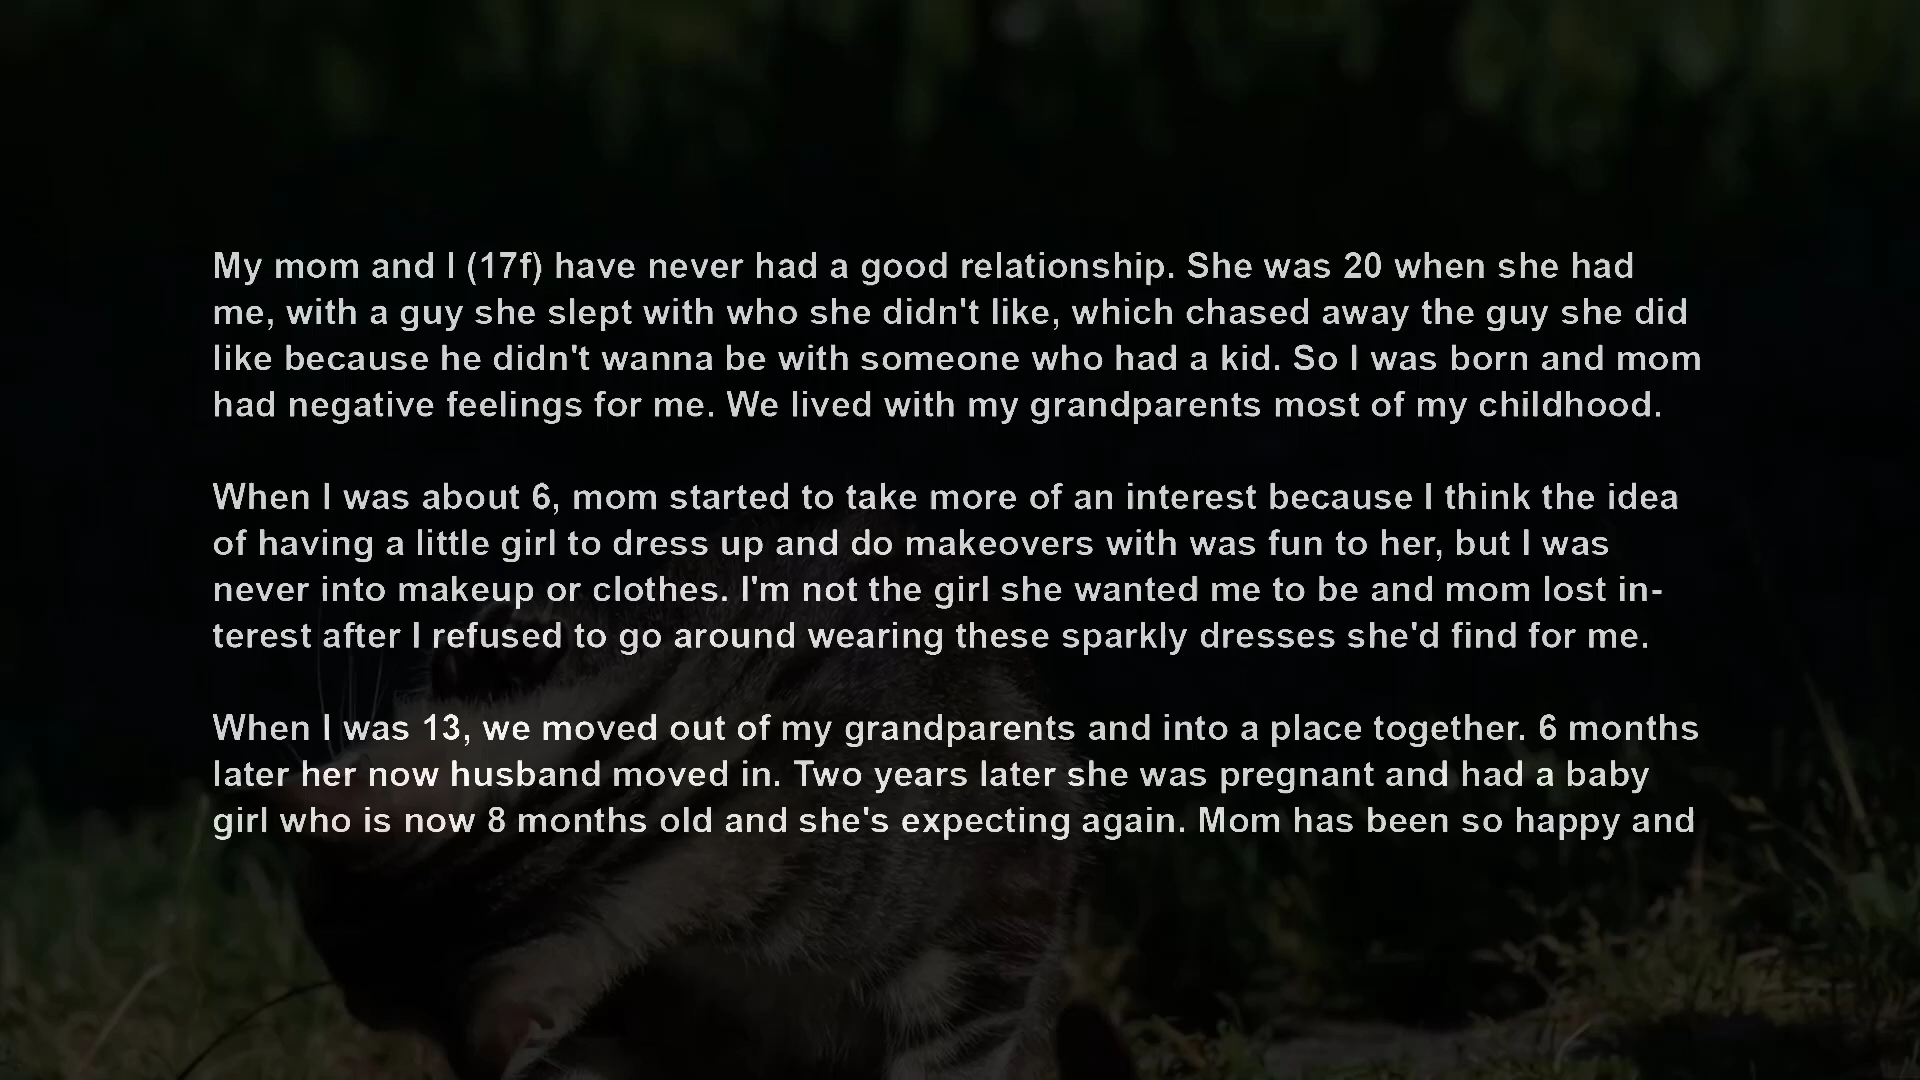 My mom and I (17f) have never had a good relationship. She was 20 when she had
me, with a guy she slept with who she didn't like, which chased away the guy she did
like because he didn't wanna be with someone who had a kid. So I was born and mom
had negative feelings for me. We lived with my grandparents most of my childhood.
When I was about 6, mom started to take more of an interest because I think the idea
of having a little girl to dress up and do makeovers with was fun to her, but I was
never into makeup or clothes. I'm not the girl she wanted me to be and mom lost in-
terest after I refused to go around wearing these sparkly dresses she'd find for me.
When I was 13, we moved out of my grandparents and into a place together. 6 months
later her now husband moved in. Two years later she was pregnant and had a baby
girl who is now 8 months old and she's expecting again. Mom has been so happy and